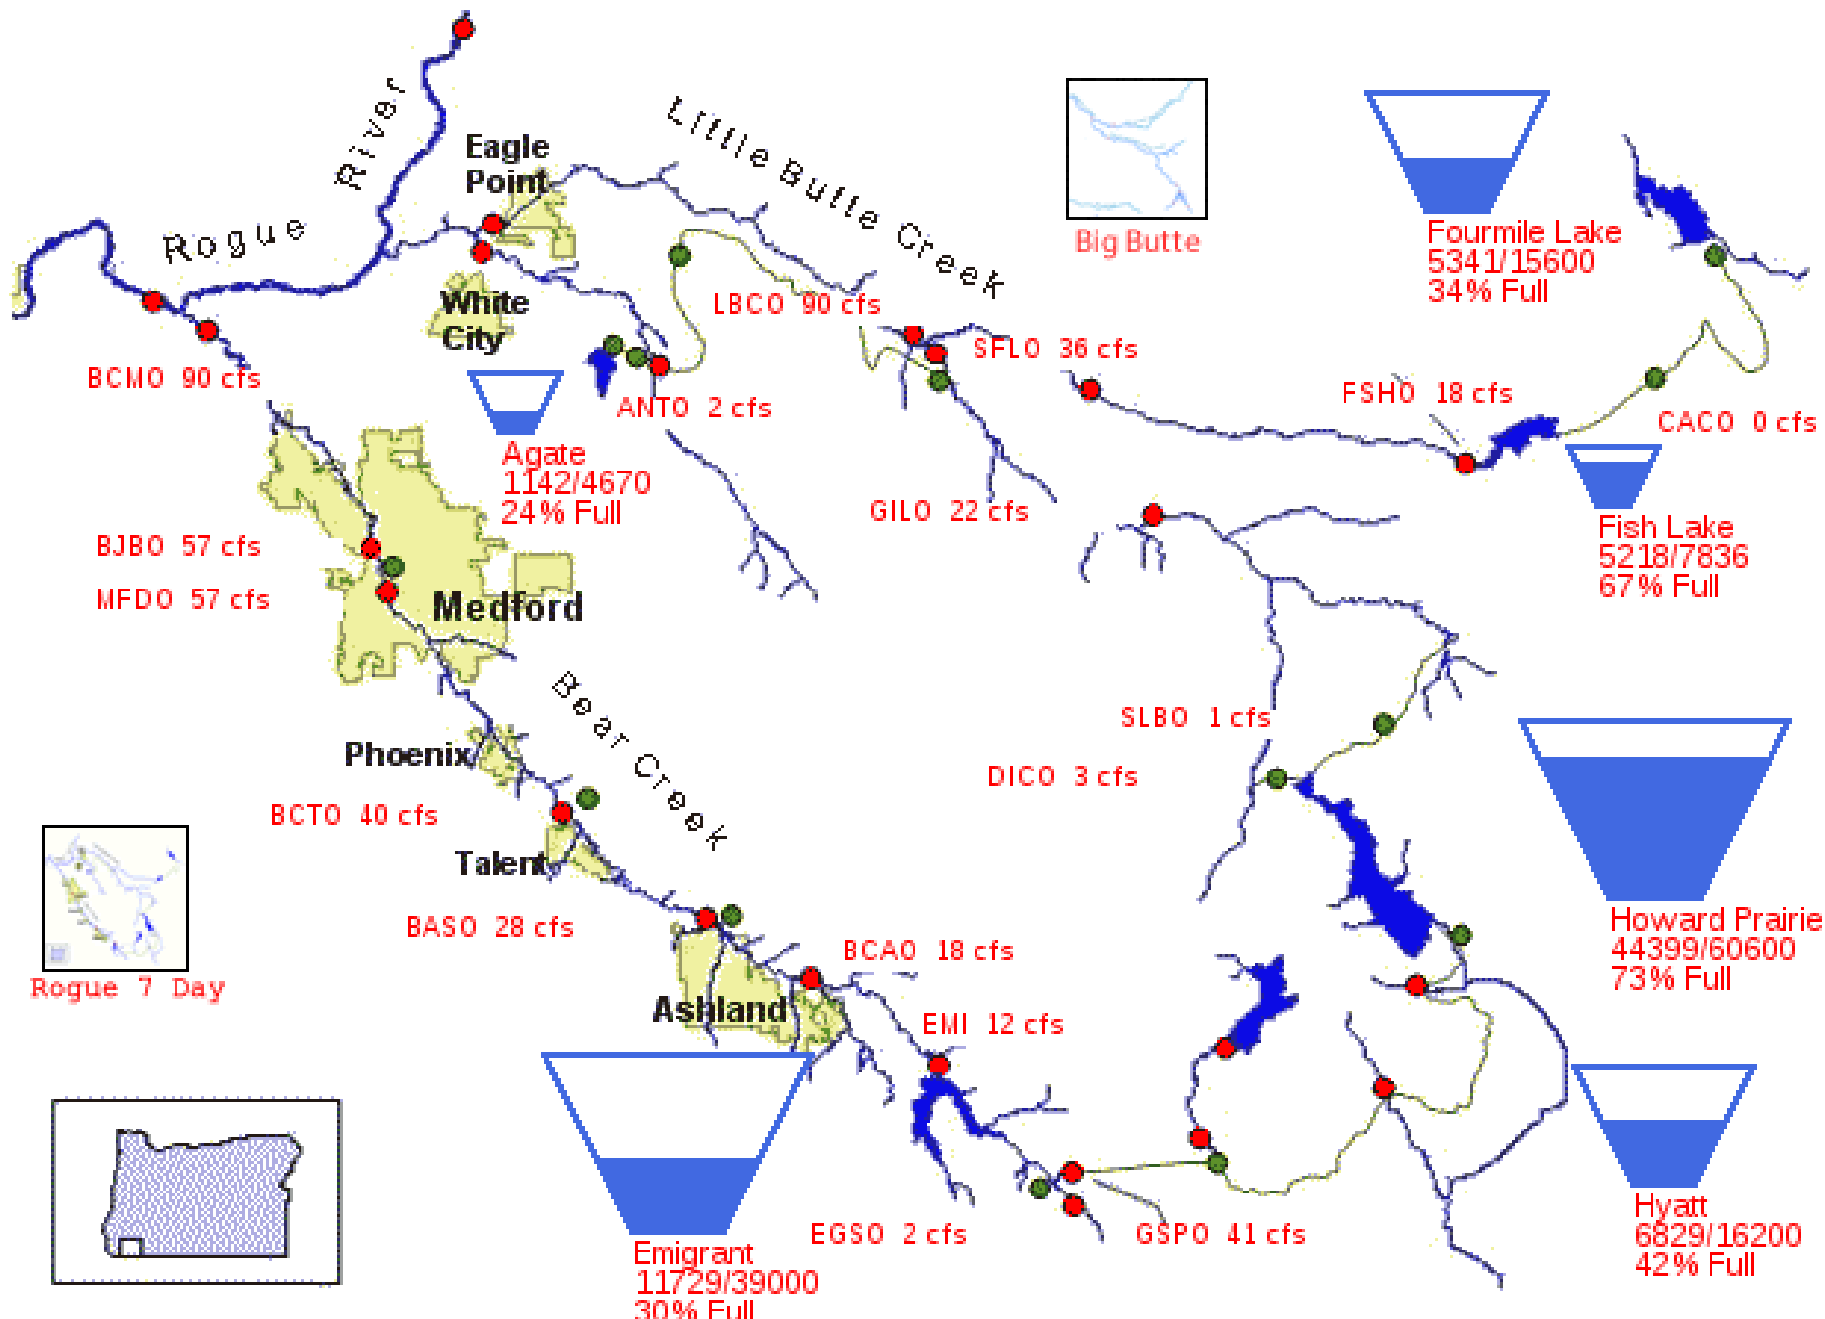 Rogue River
Eagle
Point
Little Butte Creek
Big Butte
Fourmile Lake
5341/15600
34% Full
White
City
LBCO 90 cfs
SFLO 36 cfs
BCMO 90 cfs
ANTO 2 cfs
FSHO 18 cfs
CACO 0 cfs
Agate
1142/4670
24% Full
GILO 22 cfs
Fish Lake
5218/7836
67% Full
BJBO 57 cfs
MFDO 57 cfs
Medford
Bear Creek
SLBO 1 cfs
DICO 3 cfs
Phoenix
BCTO 40 cfs
Talent
BASO 28 cfs
Howard Prairie
44399/60600
73% Full
BCAO 18 cfs
Rogue 7 Day
Ashland
EMI 12 cfs
EGSO 2 cfs
GSPO 41 cfs
Hyatt
6829/16200
42% Full
Emigrant
11729/39000
30% Full